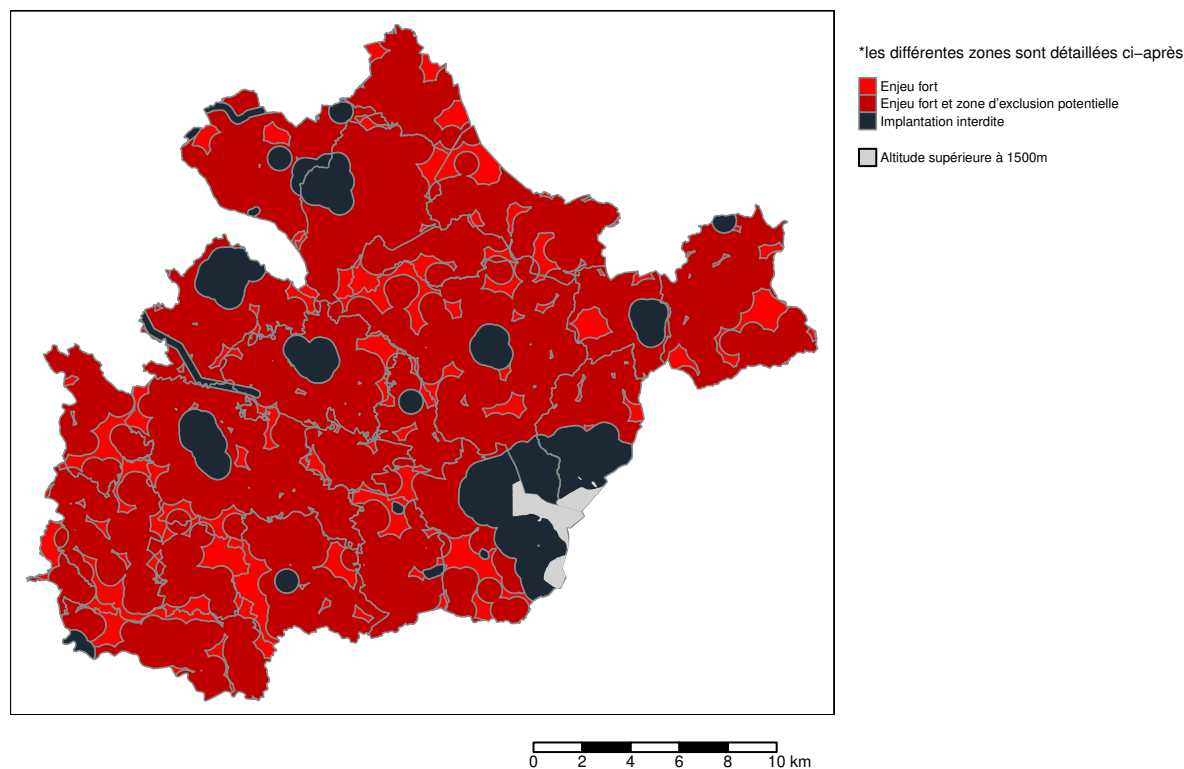 *les différentes zones sont détaillées ci−après
Enjeu fort
Enjeu fort et zone d'exclusion potentielle
Implantation interdite
Altitude supérieure à 1500m
0 2 4 6 8 10 km